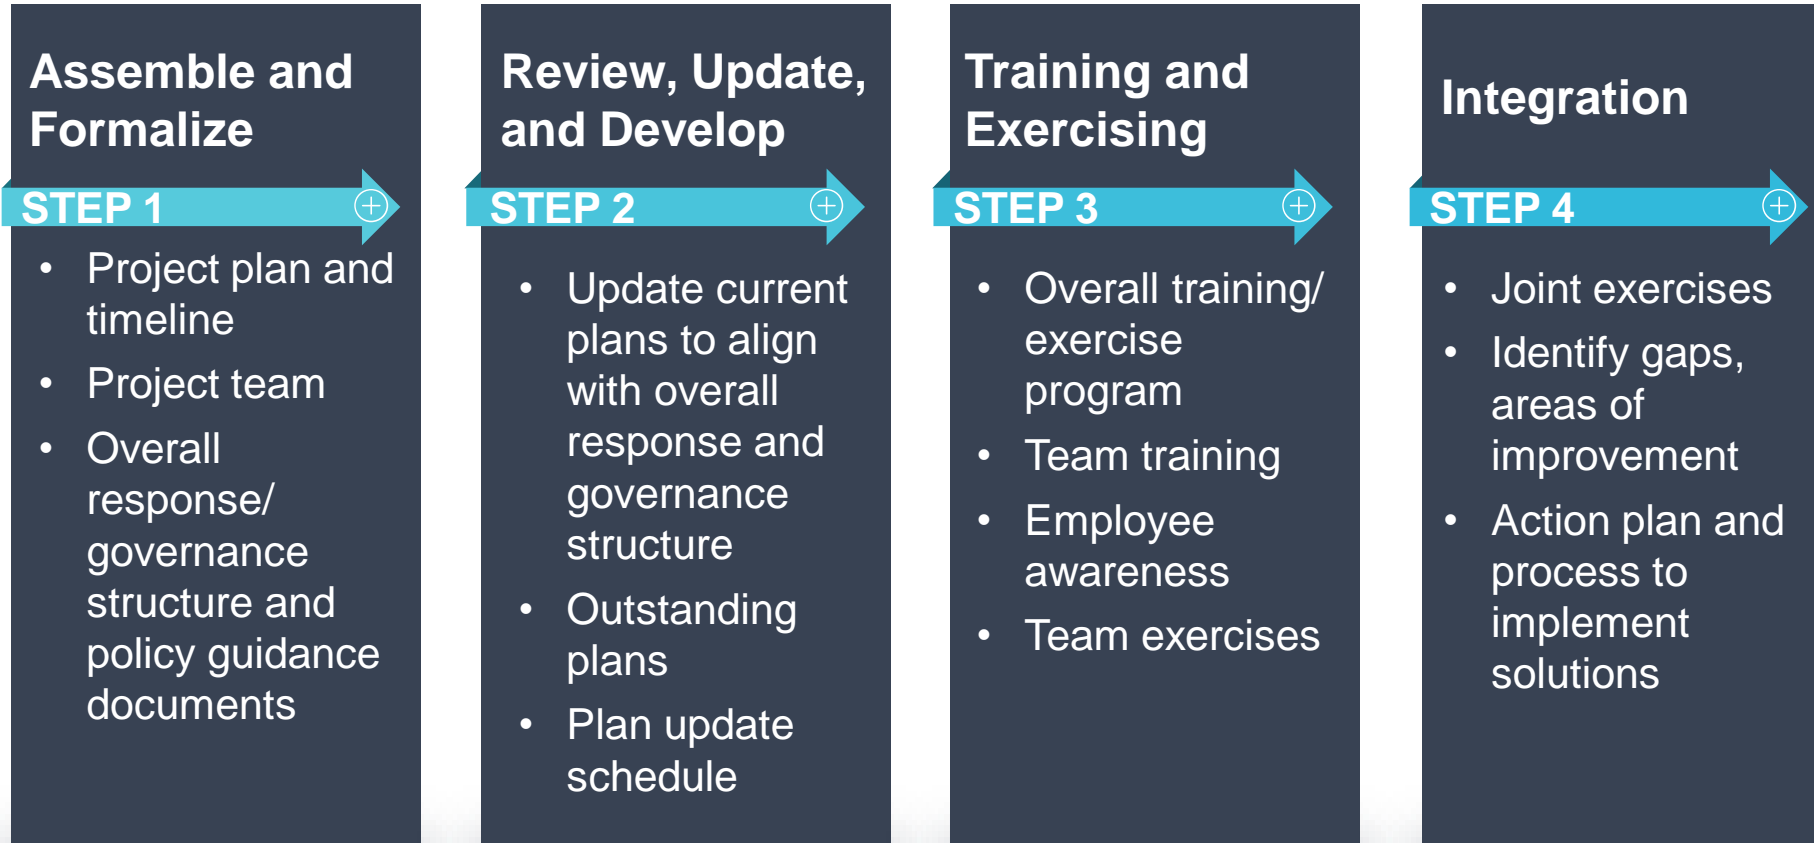 Assemble and
Formalize
STEP 1
• Project plan and
timeline
• Project team
• Overall
response/
governance
structure and
policy guidance
documents
Review, Update,
and Develop
STEP 2
• Update current
plans to align
with overall
response and
governance
structure
• Outstanding
plans
• Plan update
schedule
Training and
Exercising
STEP 3
• Overall training/
exercise
program
• Team training
• Employee
awareness
• Team exercises
Integration
STEP 4
• Joint exercises
• Identify gaps,
areas of
improvement
• Action plan and
process to
implement
solutions